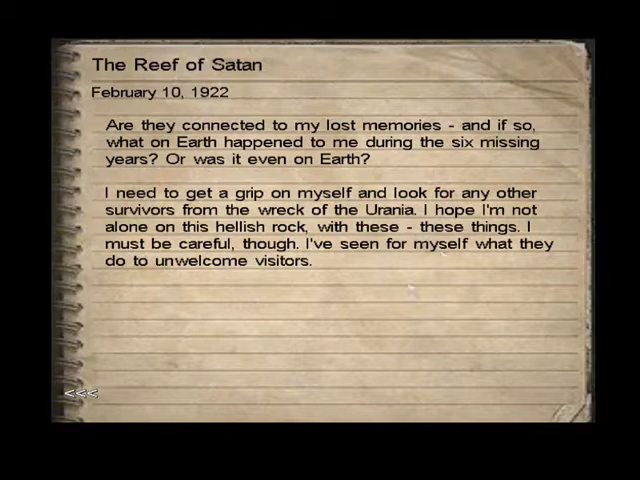 The Reef of Satan
February 10, 1922
Are they connected to my lost memories - and if so,
what on Earth happened to me during the six missing
years? Or was it even on Earth?
I need to get a grip on myself and look for any other
survivors from the wreck of the Urania. I hope I'm not
alone on this hellish rock, with these - these things. I
must be careful, though. I've seen for myself what they
do to unwelcome visitors.
<<<